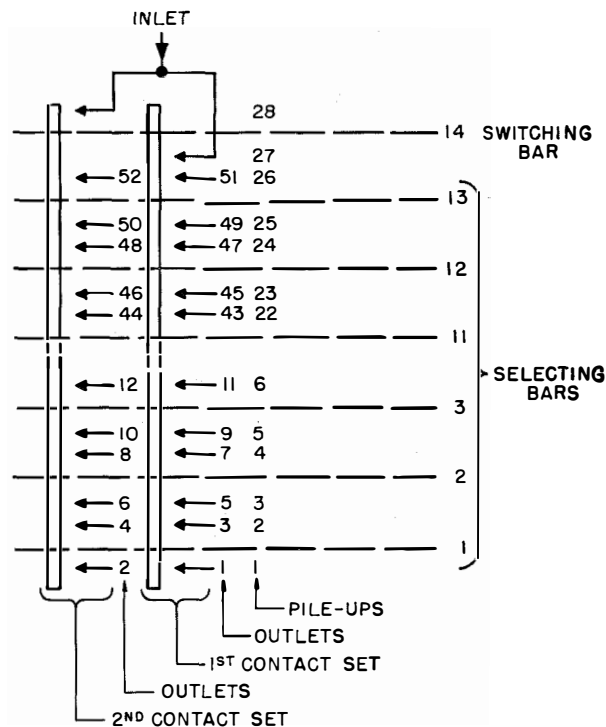 INLET
28
14 SWITCHING
BAR
27
52 51 26
13
50 49 25
48 47 24
12
46 45 23
44 43 22
11
SELECTING
BARS
12 11 6
3
10 9 5
8 7 4
2
6 5 3
4 3 2
1
2 1 1
PILE-UPS
OUTLETS
1ST CONTACT SET
OUTLETS
2ND CONTACT SET